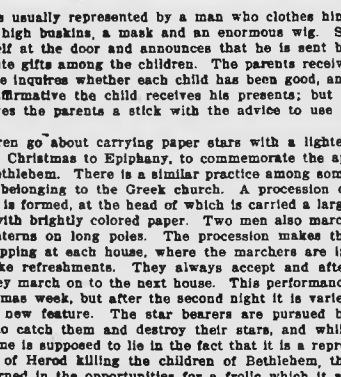 s usually represented by a man who clothes him
high buskins, a mask and an enormous wig. S
elf at the door and announces that he is sent b
ute gifts among the children. The parents receiv
e inquires whether each child has been good, an
affirmative the child receives his presents; but
ves the parents a stick with the advice to use
ren go about carrying paper stars with a lighte
Christmas to Epiphany, to commemorate the a
ethlehem. There is a similar practice among som
belonging to the Greek church. A procession o
is formed, at the head of which is carried a larg
with brightly colored paper. Two men also marc
nterns on long poles. The procession makes th
pping at each house, where the marchers are i
ke refreshments. They always accept and afte
ey march on to the next house. This performanc
mas week, but after the second night it is varie
new feature. The star bearers are pursued b
o catch them and destroy their stars, and whil
me is supposed to lie in the fact that it is a repr
of Herod killing the children of Bethlehem, th
erned in the opportunities for a frolic which it a